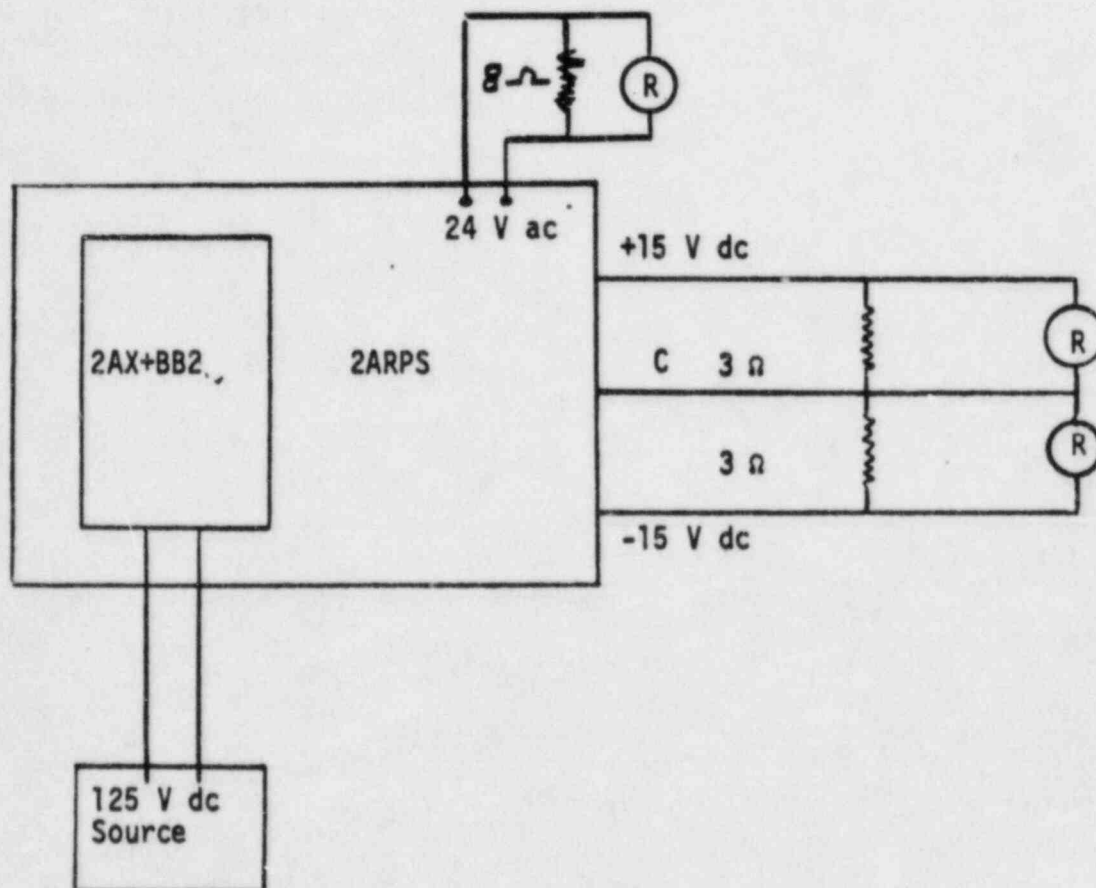 8 Ω
R
24 V ac
+15 V dc
R
2AX+BB2
2ARPS
C 3 Ω
R
3 Ω
-15 V dc
125 V dc
Source